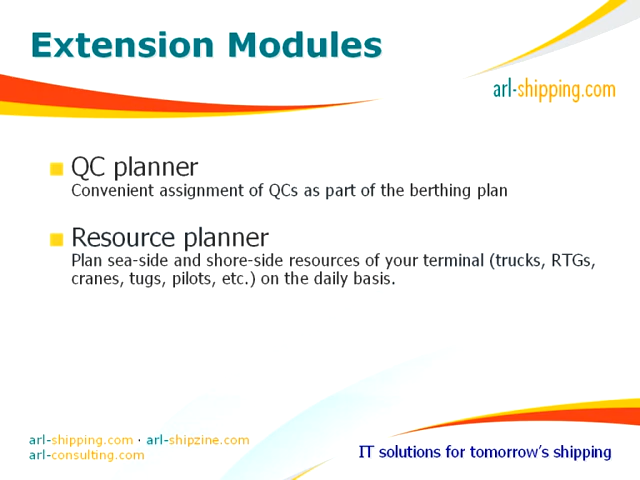 Extension Modules
arl-shipping.com
QC planner
Convenient assignment of QCs as part of the berthing plan
Resource planner
Plan sea-side and shore-side resources of your terminal (trucks, RTGs,
cranes, tugs, pilots, etc.) on the daily basis.
arl-shipping.com · arl-shipzine.com
arl-consulting.com
IT solutions for tomorrow's shipping